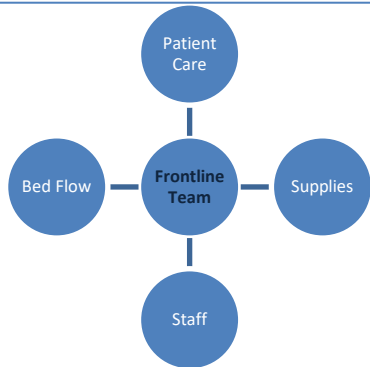 Patient
Care
Bed Flow
Frontline
Team
Supplies
Staff